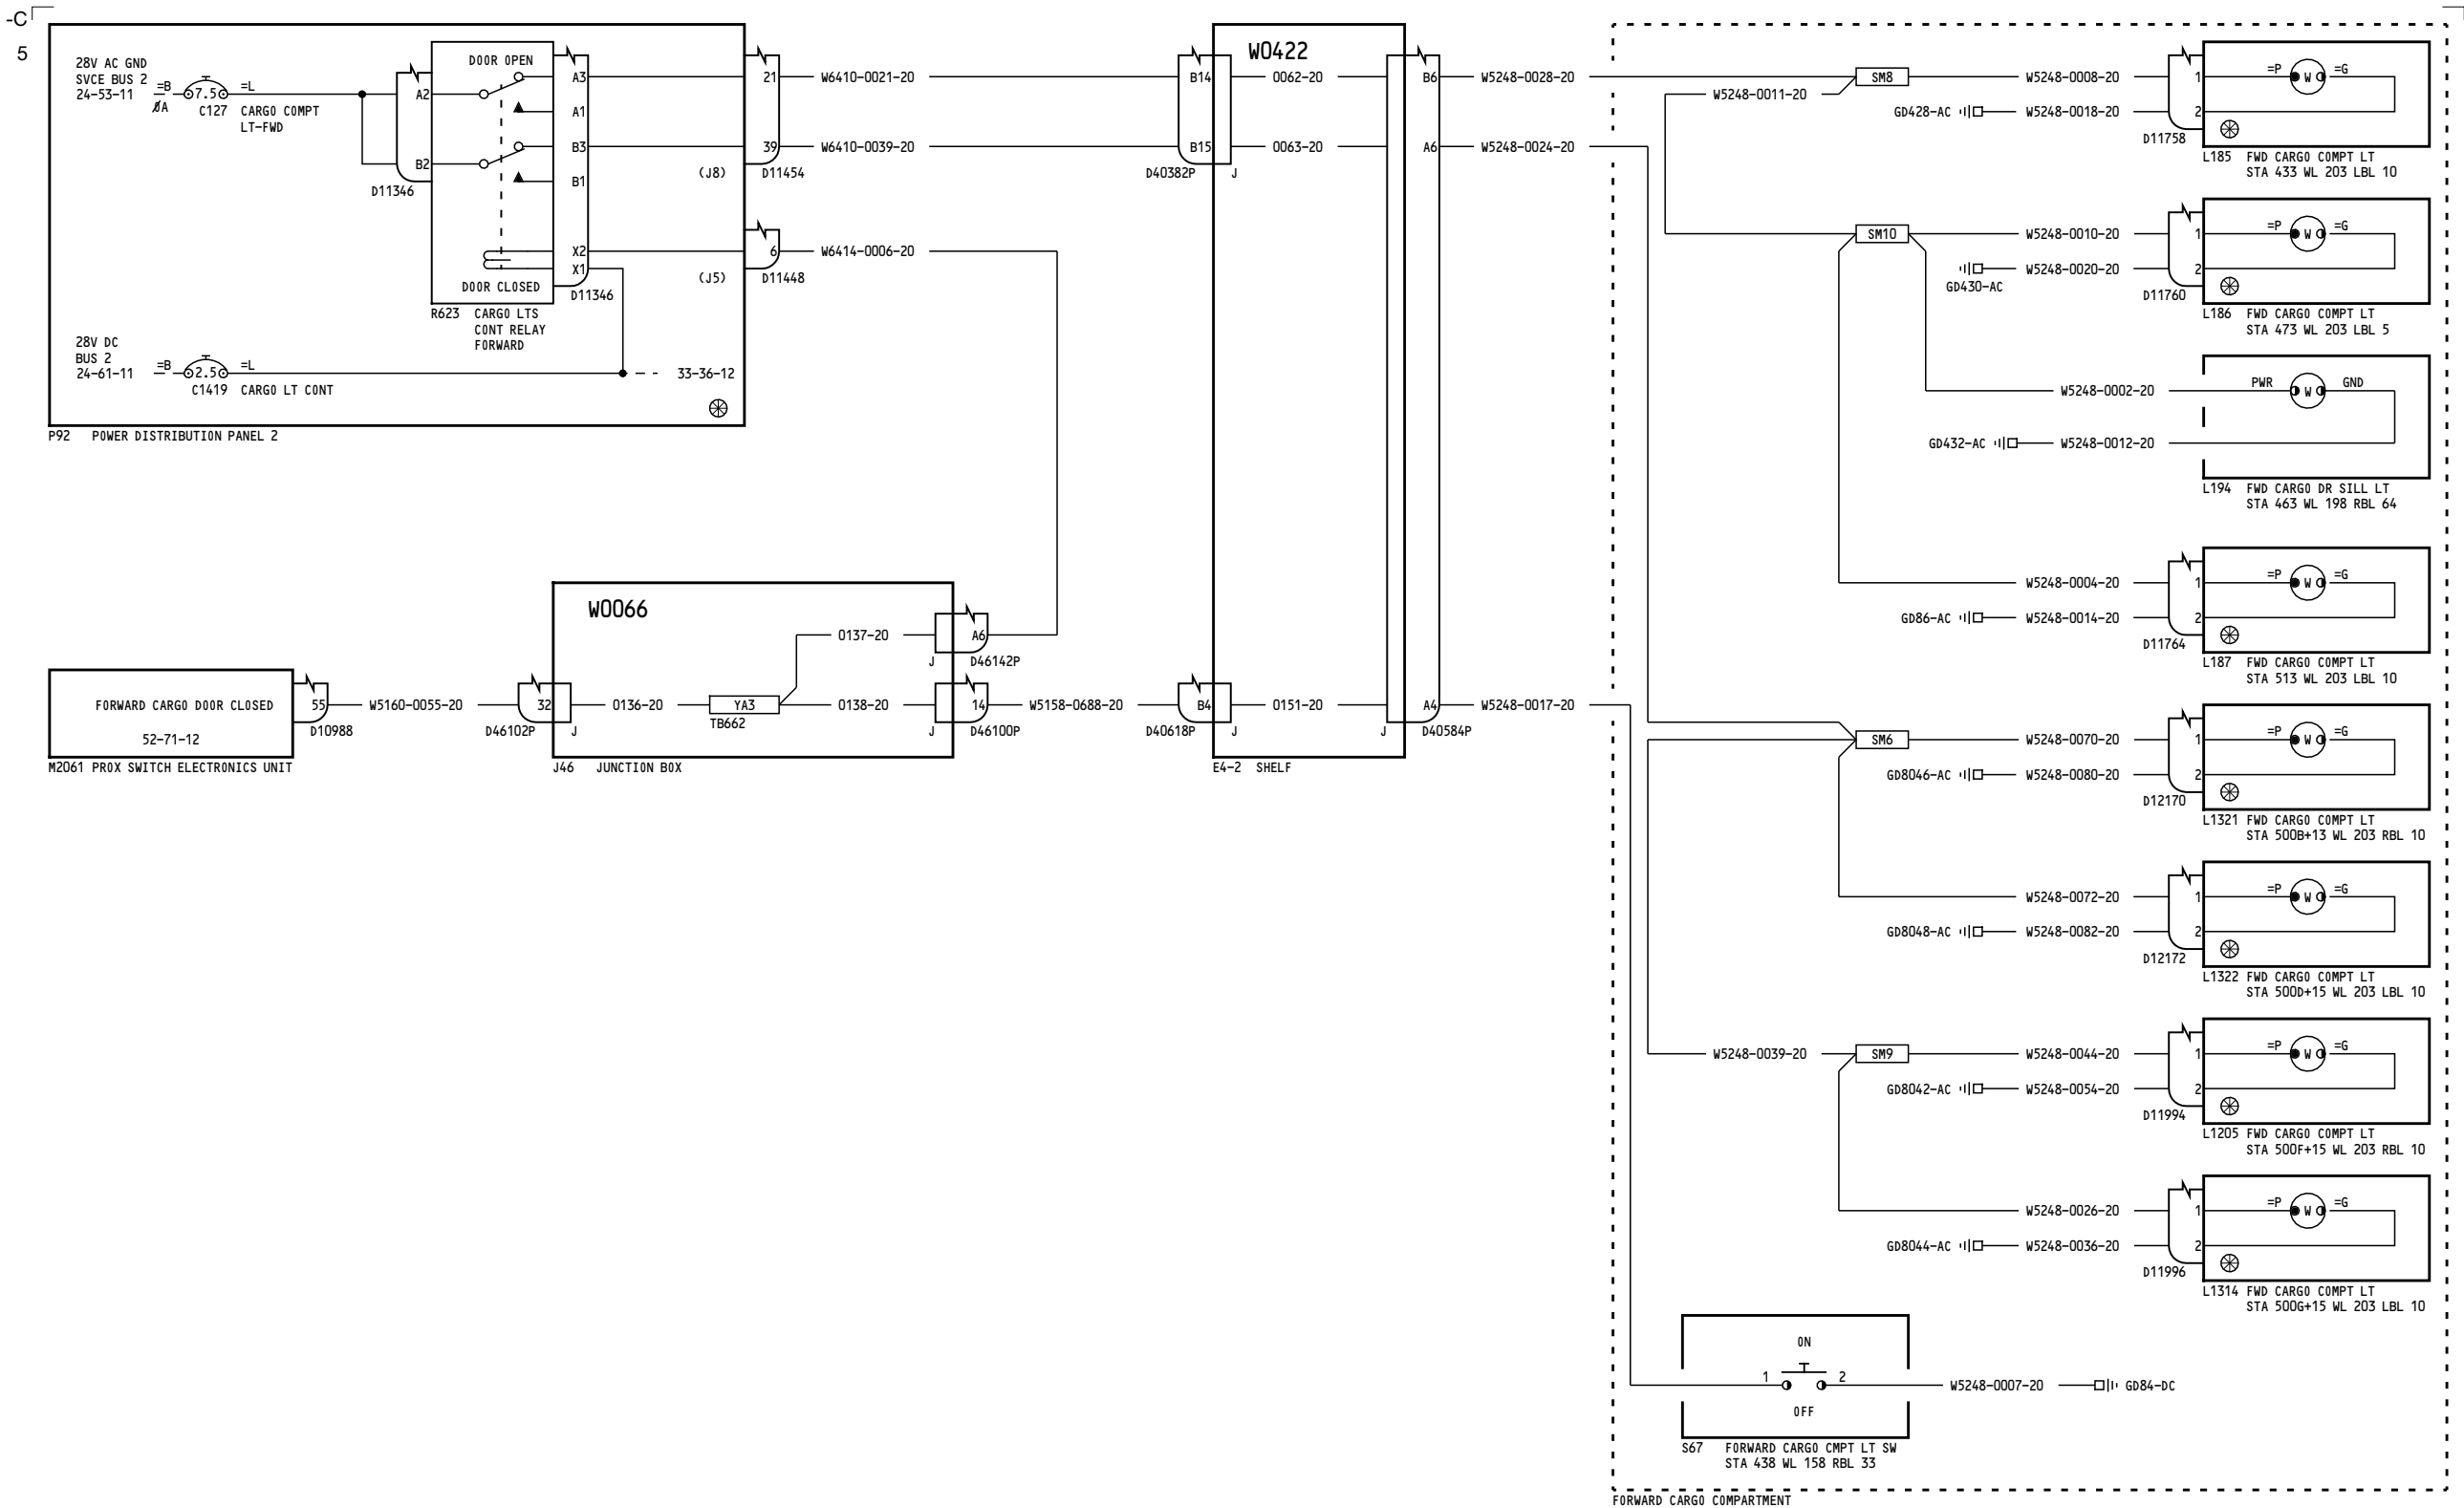 -C
5
28V AC GND
SVCE BUS 2
24-53-11
=B
ØA
7.5
=L
C127 CARGO COMPT
LT-FWD
A2
B2
D11346
DOOR OPEN
DOOR CLOSED
A3
A1
B3
B1
X2
X1
D11346
R623 CARGO LTS
CONT RELAY
FORWARD
28V DC
BUS 2
24-61-11
=B
2.5
=L
C1419 CARGO LT CONT
33-36-12
P92 POWER DISTRIBUTION PANEL 2
21
39
(J8) D11454
6
(J5) D11448
W6410-0021-20
W6410-0039-20
W6414-0006-20
FORWARD CARGO DOOR CLOSED
52-71-12
M2061 PROX SWITCH ELECTRONICS UNIT
55
D10988
W5160-0055-20
32
D46102P J
W0066
0136-20
YA3
TB662
0137-20
0138-20
A6
J D46142P
14
J D46100P
J46 JUNCTION BOX
W5158-0688-20
W0422
B14
B15
D40382P J
B4
D40618P J
0062-20
0063-20
0151-20
B6
A6
A4
J D40584P
E4-2 SHELF
W5248-0028-20
W5248-0024-20
W5248-0017-20
W5248-0011-20
SM8
W5248-0008-20
GD428-AC W5248-0018-20
1
2
D11758
=P W =G
L185 FWD CARGO COMPT LT
STA 433 WL 203 LBL 10
SM10
W5248-0010-20
W5248-0020-20
GD430-AC
1
2
D11760
=P W =G
L186 FWD CARGO COMPT LT
STA 473 WL 203 LBL 5
W5248-0002-20
GD432-AC W5248-0012-20
PWR W GND
L194 FWD CARGO DR SILL LT
STA 463 WL 198 RBL 64
W5248-0004-20
GD86-AC W5248-0014-20
1
2
D11764
=P W =G
L187 FWD CARGO COMPT LT
STA 513 WL 203 LBL 10
SM6
W5248-0070-20
GD8046-AC W5248-0080-20
1
2
D12170
=P W =G
L1321 FWD CARGO COMPT LT
STA 500B+13 WL 203 RBL 10
W5248-0072-20
GD8048-AC W5248-0082-20
1
2
D12172
=P W =G
L1322 FWD CARGO COMPT LT
STA 500D+15 WL 203 LBL 10
W5248-0039-20
SM9
W5248-0044-20
GD8042-AC W5248-0054-20
1
2
D11994
=P W =G
L1205 FWD CARGO COMPT LT
STA 500F+15 WL 203 RBL 10
W5248-0026-20
GD8044-AC W5248-0036-20
1
2
D11996
=P W =G
L1314 FWD CARGO COMPT LT
STA 500G+15 WL 203 LBL 10
ON
1 2
OFF
W5248-0007-20 GD84-DC
S67 FORWARD CARGO CMPT LT SW
STA 438 WL 158 RBL 33
FORWARD CARGO COMPARTMENT